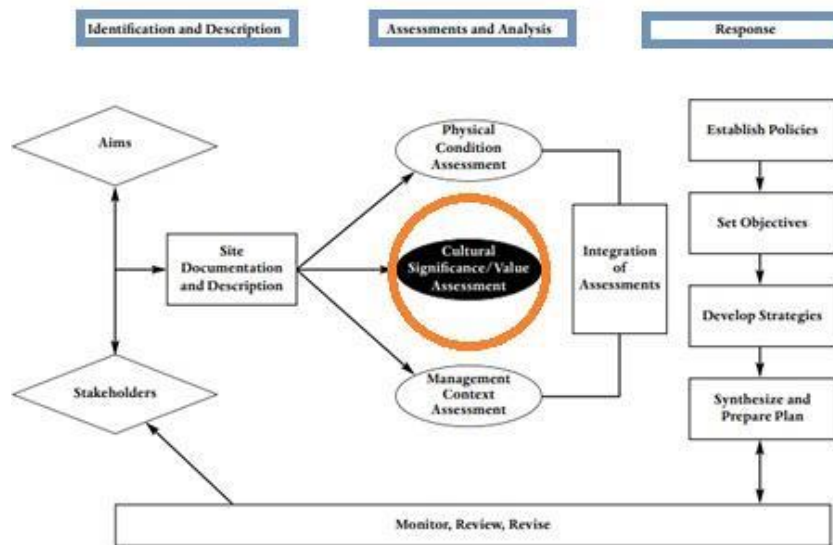 Identification and Description
Assessments and Analysis
Response
Aims
Site
Documentation
and Description
Stakeholders
Physical
Condition
Assessment
Cultural
Significance/Value
Assessment
Management
Context
Assessment
Integration
of
Assessments
Establish Policies
Set Objectives
Develop Strategies
Synthesize and
Prepare Plan
Monitor, Review, Revise